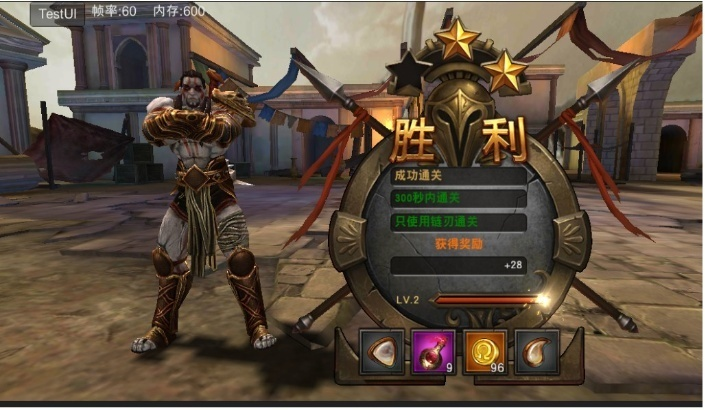 TestUI 帧率:60 内存:600
胜利
成功通关
300秒内通关
只使用链刃通关
获得奖励
+28
LV.2
9 96